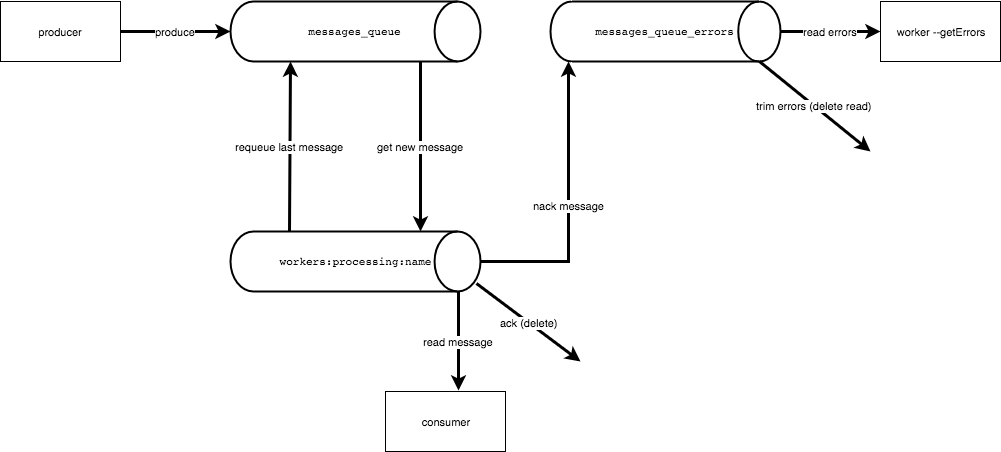 producer
produce
messages_queue
messages_queue_errors
read errors
worker --getErrors
trim errors (delete read)
requeue last message
get new message
nack message
workers:processing:name
ack (delete)
read message
consumer